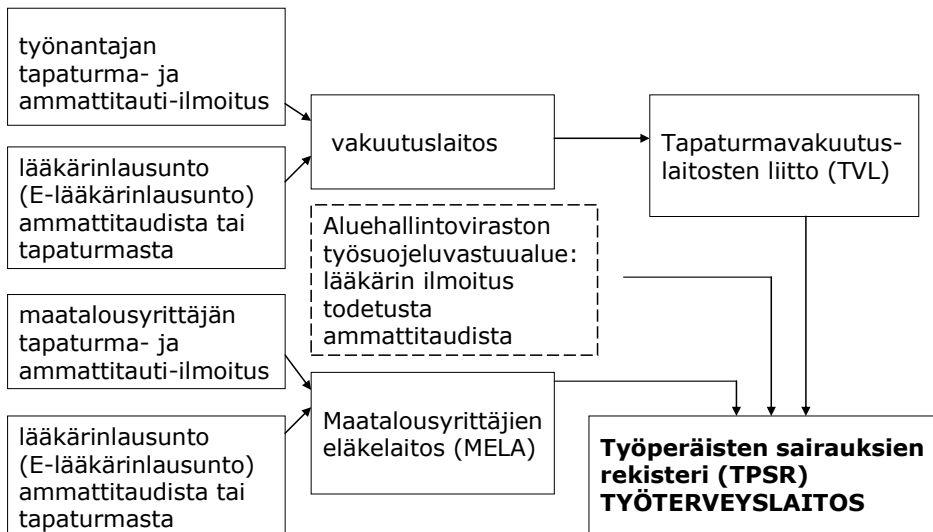 työnantajan
tapaturma- ja
ammattitauti-ilmoitus
lääkärinlausunto
(E-lääkärinlausunto)
ammattitaudista tai
tapaturmasta
vakuutuslaitos
Tapaturmavakuutus-
laitosten liitto (TVL)
Aluehallintoviraston
työsuojeluvastuualue:
lääkärin ilmoitus
todetusta
ammattitaudista
maatalousyrittäjän
tapaturma- ja
ammattitauti-ilmoitus
lääkärinlausunto
(E-lääkärinlausunto)
ammattitaudista tai
tapaturmasta
Maatalousyrittäjien
eläkelaitos (MELA)
Työperäisten sairauksien
rekisteri (TPSR)
TYÖTERVEYSLAITOS